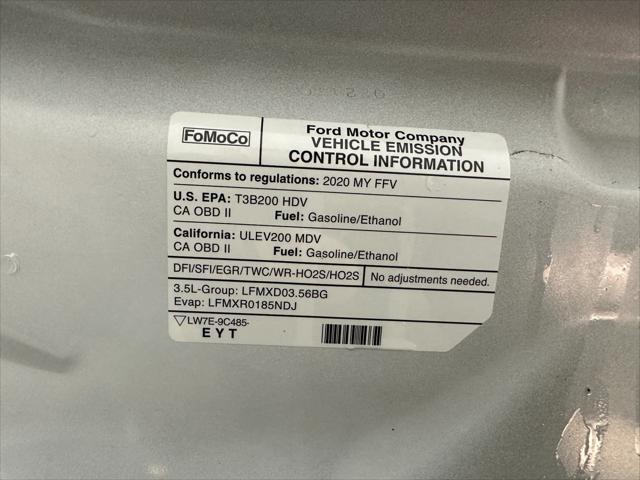 FoMoCo
Ford Motor Company
VEHICLE EMISSION
CONTROL INFORMATION
Conforms to regulations: 2020 MY FFV
U.S. EPA: T3B200 HDV
CA OBD II Fuel: Gasoline/Ethanol
California: ULEV200 MDV
CA OBD II Fuel: Gasoline/Ethanol
DFI/SFI/EGR/TWC/WR-HO2S/HO2S No adjustments needed.
3.5L-Group: LFMXD03.56BG
Evap: LFMXR0185NDJ
LW7E-9C485-
E Y T